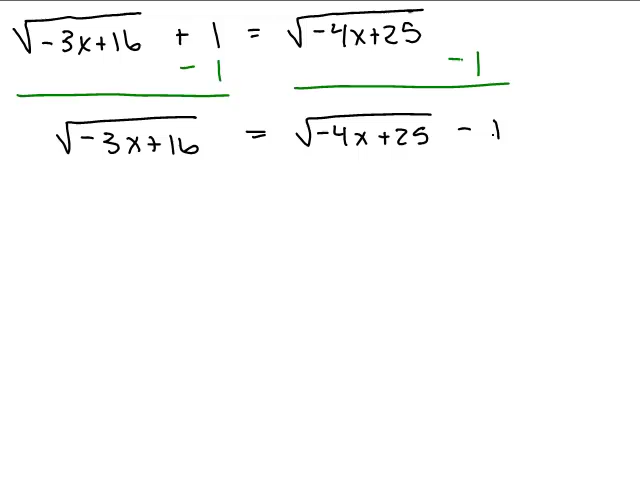 √-3x+16 + 1 = √-4x+25
- 1 - 1
√-3x+16 = √-4x+25 - 1